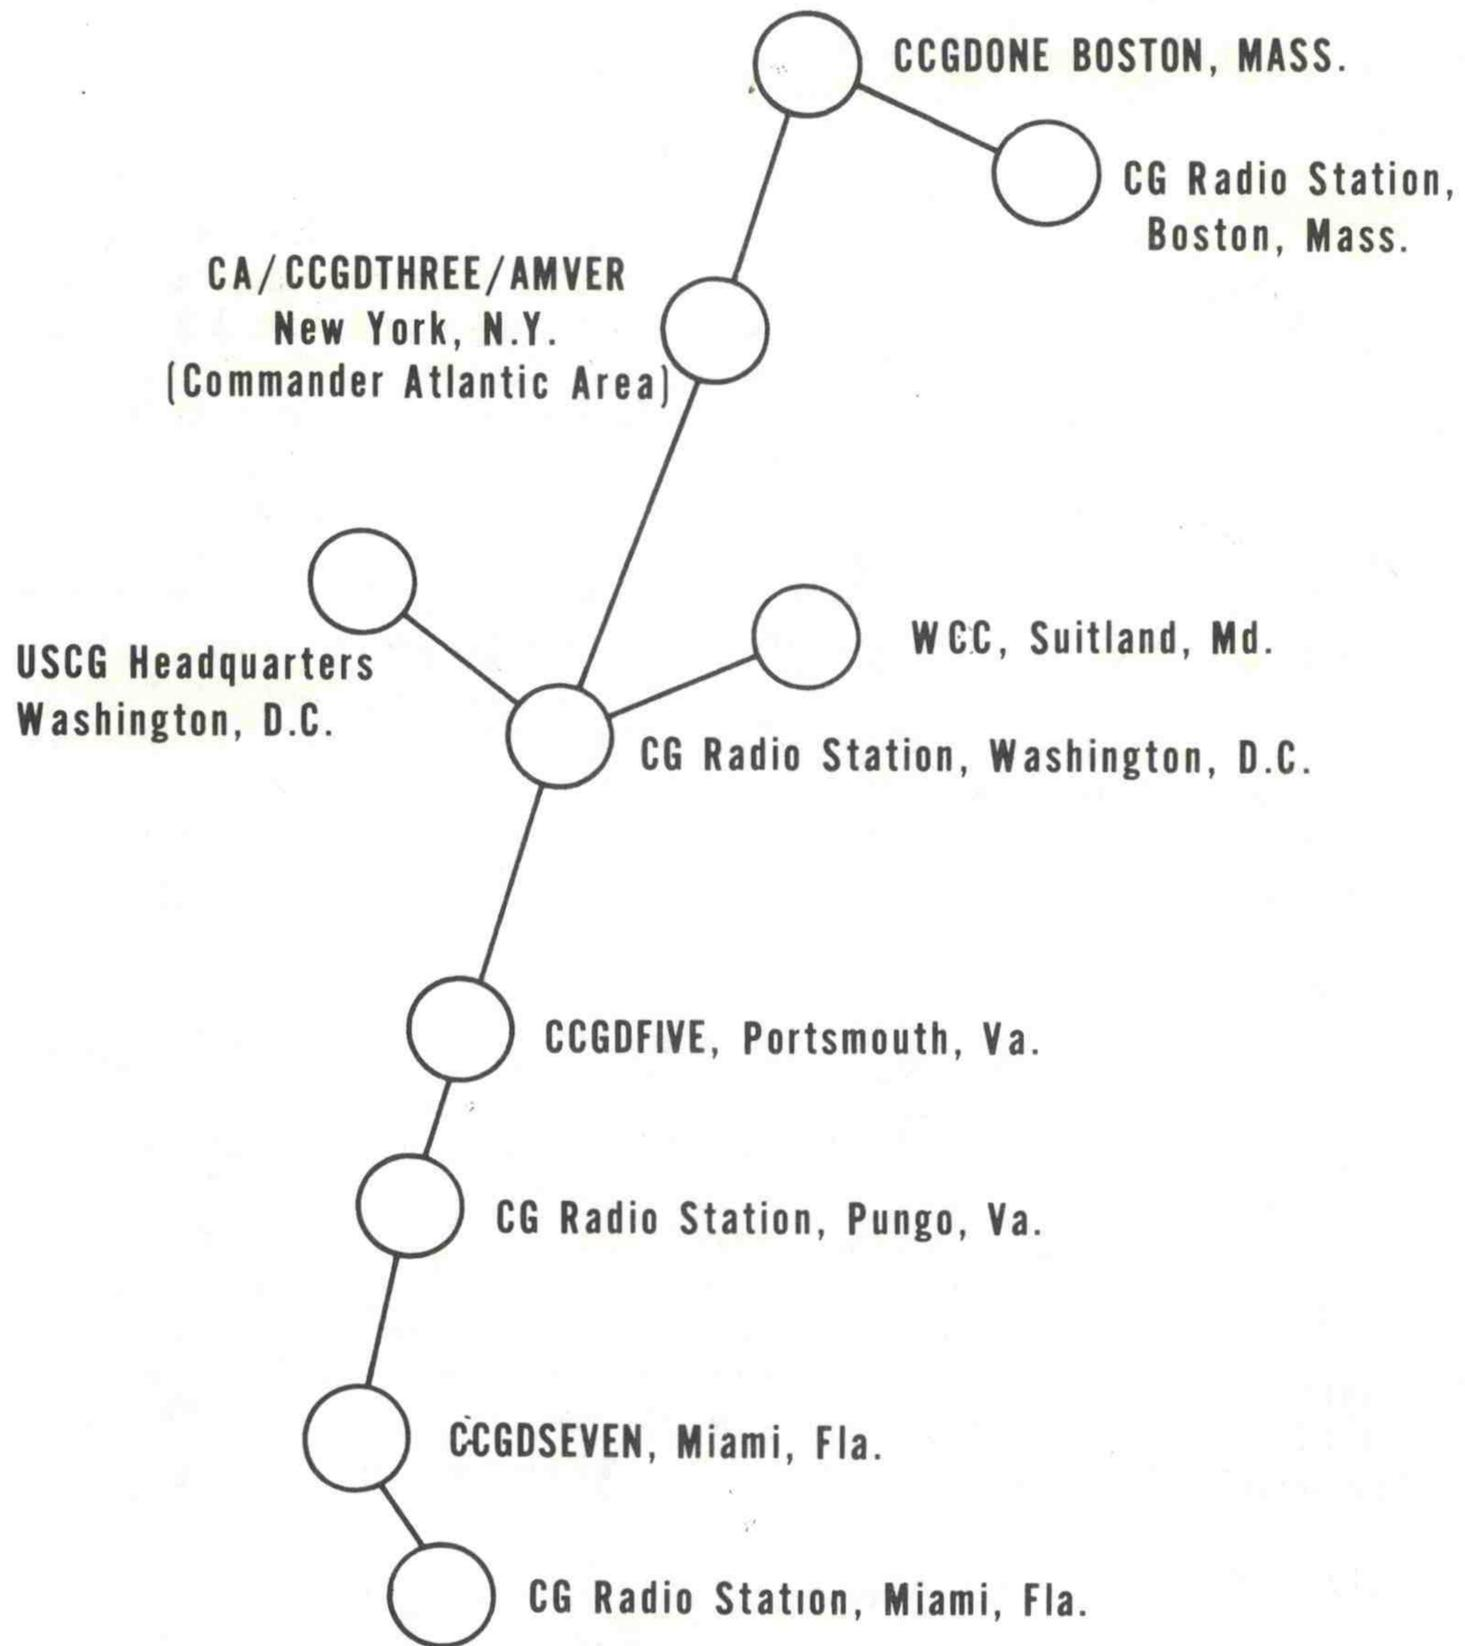 CCGDONE BOSTON, MASS.
CG Radio Station,
Boston, Mass.
CA/CCGDTHREE/AMVER
New York, N.Y.
(Commander Atlantic Area)
USCG Headquarters
Washington, D.C.
WCC, Suitland, Md.
CG Radio Station, Washington, D.C.
CCGDFIVE, Portsmouth, Va.
CG Radio Station, Pungo, Va.
CCGDSEVEN, Miami, Fla.
CG Radio Station, Miami, Fla.